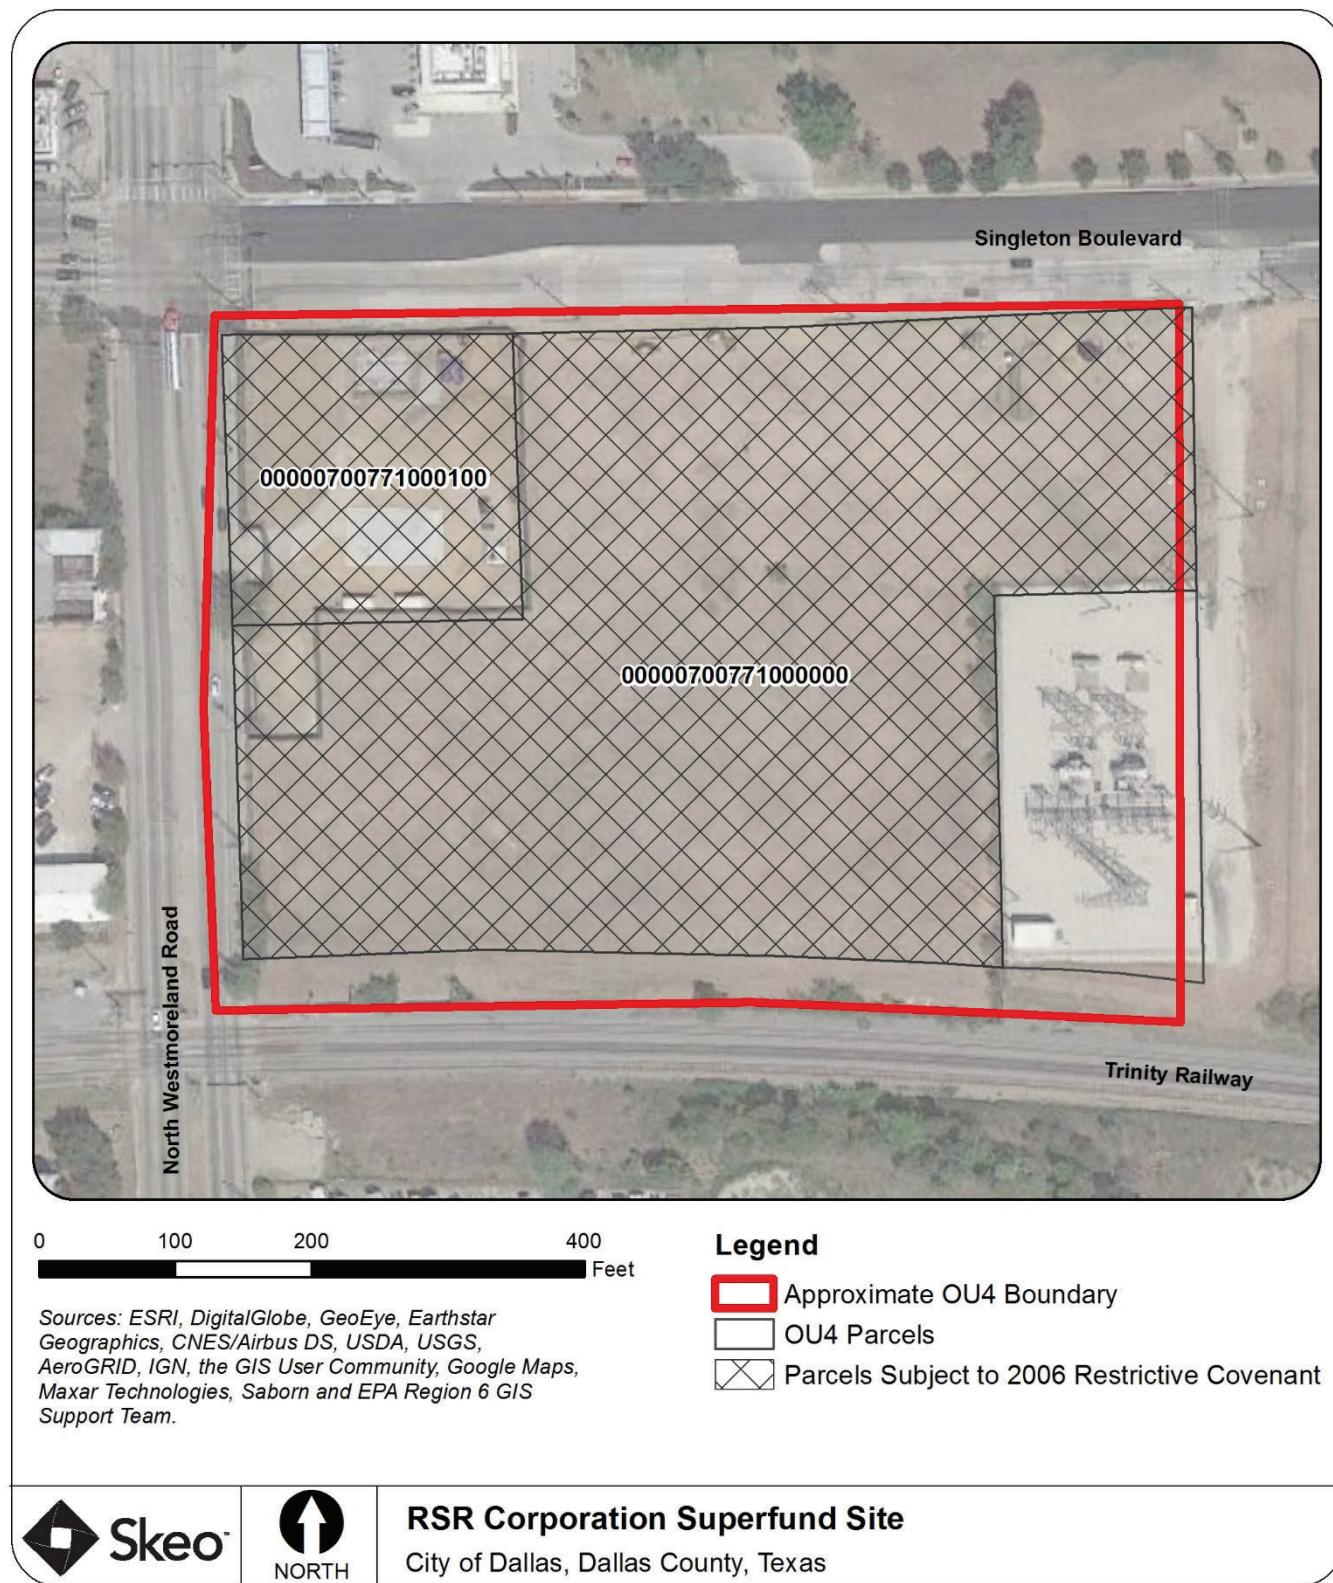 Singleton Boulevard
00000700771000100
00000700771000000
North Westmoreland Road
Trinity Railway
0 100 200 400
Feet
Sources: ESRI, DigitalGlobe, GeoEye, Earthstar
Geographics, CNES/Airbus DS, USDA, USGS,
AeroGRID, IGN, the GIS User Community, Google Maps,
Maxar Technologies, Saborn and EPA Region 6 GIS
Support Team.
Legend
Approximate OU4 Boundary
OU4 Parcels
Parcels Subject to 2006 Restrictive Covenant
Skeo™
NORTH
RSR Corporation Superfund Site
City of Dallas, Dallas County, Texas